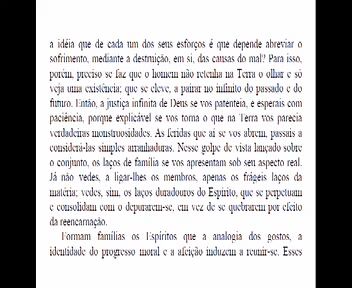 a idéia que de cada um dos seus esforços é que depende abreviar o
sofrimento, mediante a destruição, em si, das causas do mal? Para isso,
porém, preciso se faz que o homem não retenha na Terra o olhar e só
veja uma existência; que se eleve, a pairar no infinito do passado e do
futuro. Então, a justiça infinita de Deus se vos patenteia, e esperais com
paciência, porque explicável se vos torna o que na Terra vos parecia
verdadeiras monstruosidades. As feridas que aí se vos abrem, passais a
considerá-las simples arranhaduras. Nesse golpe de vista lançado sobre
o conjunto, os laços de família se vos apresentam sob seu aspecto real.
Já não vedes, a ligar-lhes os membros, apenas os frágeis laços da
matéria; vedes, sim, os laços duradouros do Espírito, que se perpetuam
e consolidam com o depurarem-se, em vez de se quebrarem por efeito
da reencarnação.
Formam famílias os Espíritos que a analogia dos gostos, a
identidade do progresso moral e a afeição induzem a reunir-se. Esses